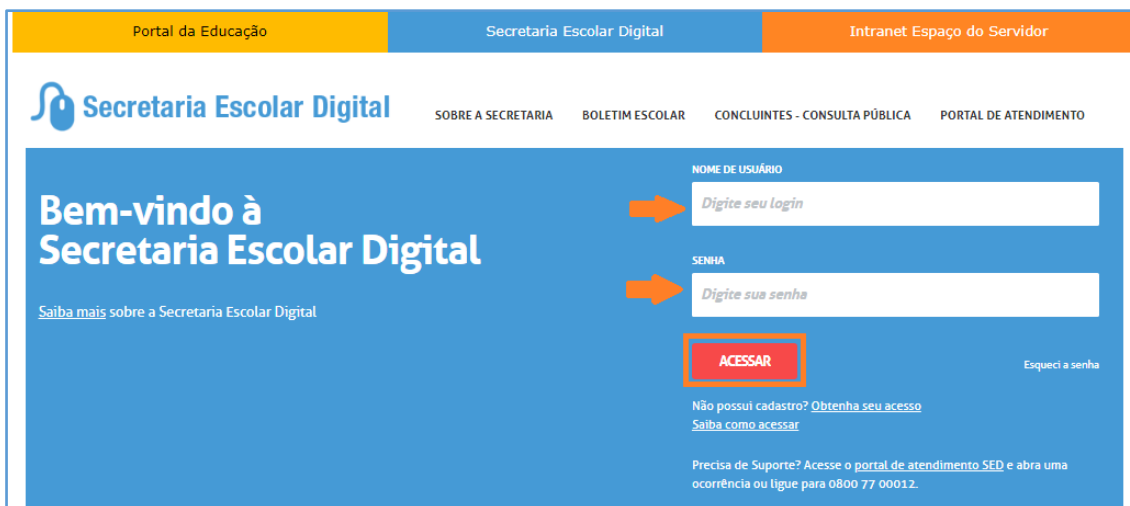 Portal da Educação
Secretaria Escolar Digital
Intranet Espaço do Servidor
Secretaria Escolar Digital
SOBRE A SECRETARIA
BOLETIM ESCOLAR
CONCLUINTES - CONSULTA PÚBLICA
PORTAL DE ATENDIMENTO
Bem-vindo à
Secretaria Escolar Digital
Saiba mais sobre a Secretaria Escolar Digital
NOME DE USUÁRIO
Digite seu login
SENHA
Digite sua senha
ACESSAR
Esqueci a senha
Não possui cadastro? Obtenha seu acesso
Saiba como acessar
Precisa de Suporte? Acesse o portal de atendimento SED e abra uma
ocorrência ou ligue para 0800 77 00012.